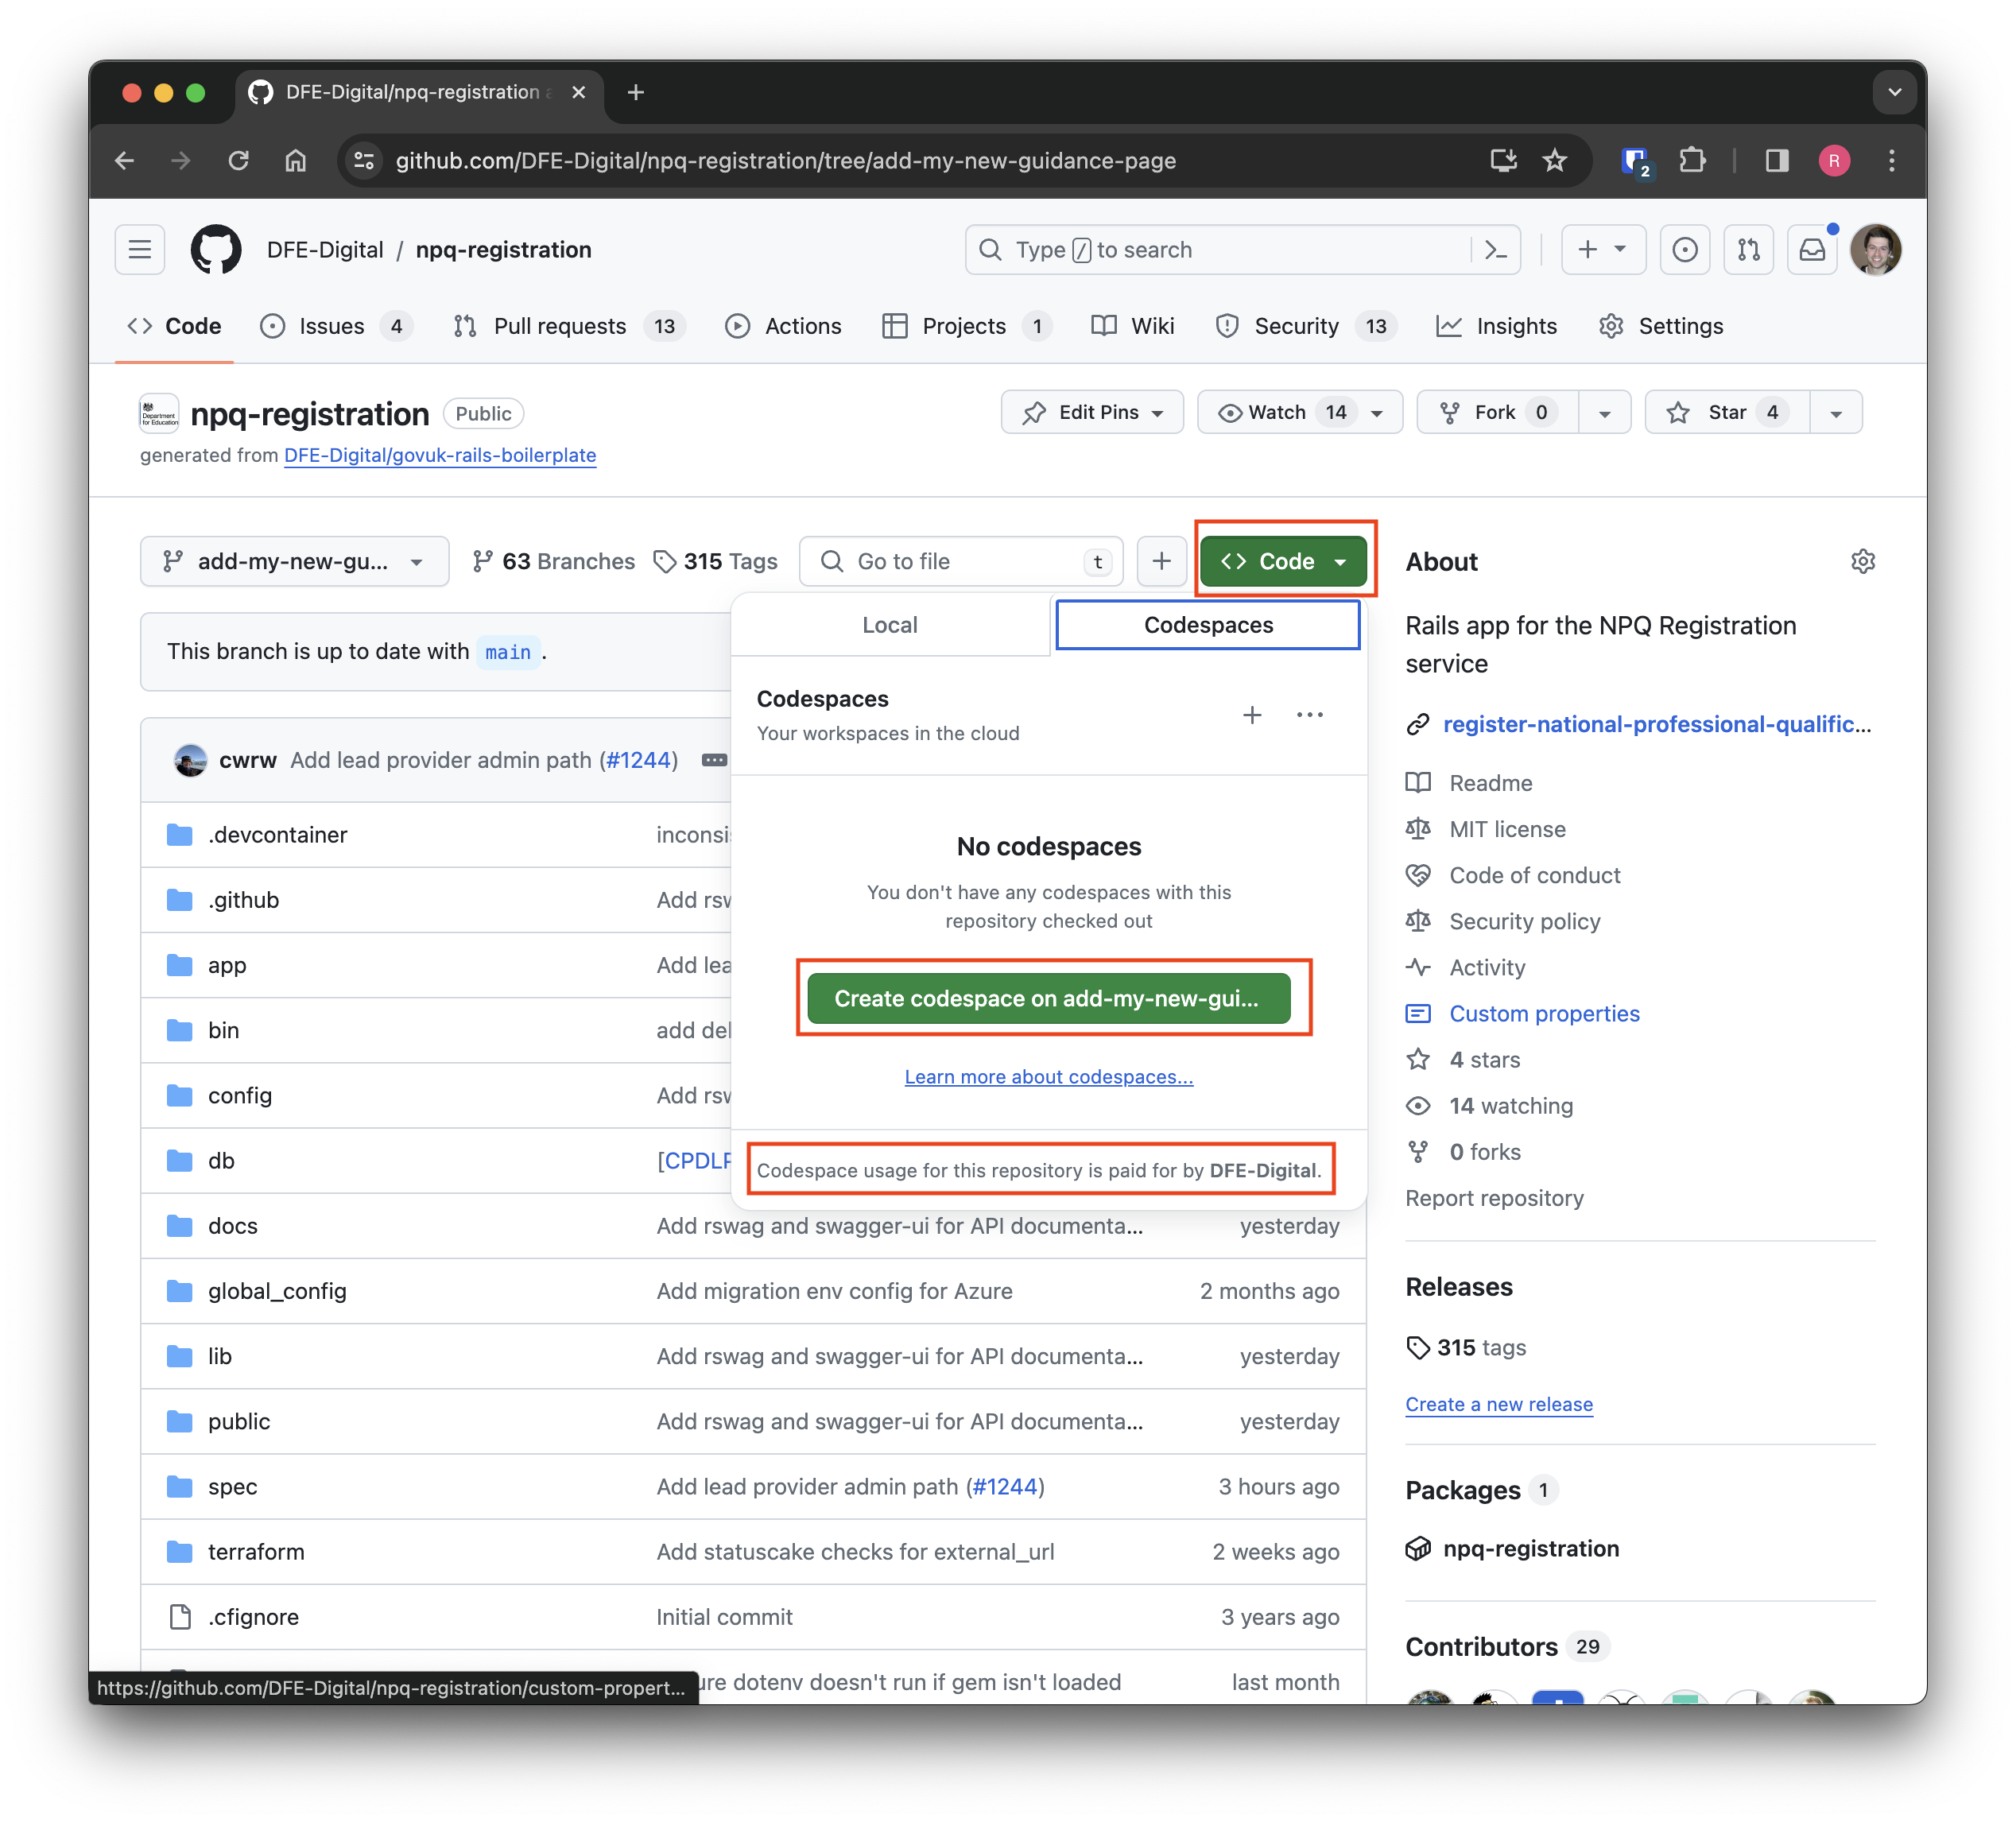 DFE-Digital/npq-registration a
github.com/DFE-Digital/npq-registration/tree/add-my-new-guidance-page
2
R
DFE-Digital / npq-registration
Type / to search
Code
Issues 4
Pull requests 13
Actions
Projects 1
Wiki
Security 13
Insights
Settings
Department for Education
npq-registration Public
Edit Pins
Watch 14
Fork 0
Star 4
generated from DFE-Digital/govuk-rails-boilerplate
add-my-new-gu...
63 Branches
315 Tags
Go to file t
<> Code
This branch is up to date with main.
Local
Codespaces
Codespaces
Your workspaces in the cloud
No codespaces
You don't have any codespaces with this
repository checked out
Create codespace on add-my-new-gui...
Learn more about codespaces...
Codespace usage for this repository is paid for by DFE-Digital.
cwrw Add lead provider admin path (#1244)
.devcontainer inconsi
.github Add rsw
app Add lea
bin add del
config Add rsw
db [CPDLP
docs Add rswag and swagger-ui for API documenta... yesterday
global_config Add migration env config for Azure 2 months ago
lib Add rswag and swagger-ui for API documenta... yesterday
public Add rswag and swagger-ui for API documenta... yesterday
spec Add lead provider admin path (#1244) 3 hours ago
terraform Add statuscake checks for external_url 2 weeks ago
.cfignore Initial commit 3 years ago
ure dotenv doesn't run if gem isn't loaded last month
https://github.com/DFE-Digital/npq-registration/custom-propert...
About
Rails app for the NPQ Registration
service
register-national-professional-qualific...
Readme
MIT license
Code of conduct
Security policy
Activity
Custom properties
4 stars
14 watching
0 forks
Report repository
Releases
315 tags
Create a new release
Packages 1
npq-registration
Contributors 29